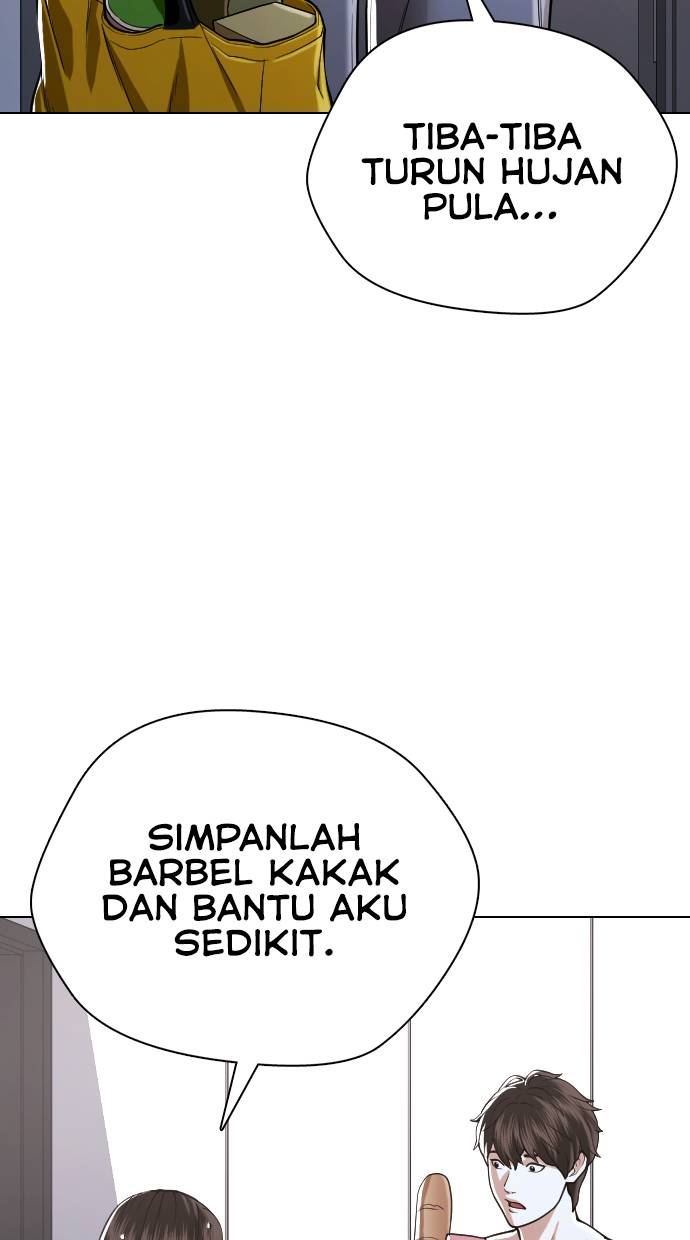 TIBA-TIBA
TURUN HUJAN
PULA...
SIMPANLAH
BARBEL KAKAK
DAN BANTU AKU
SEDIKIT.